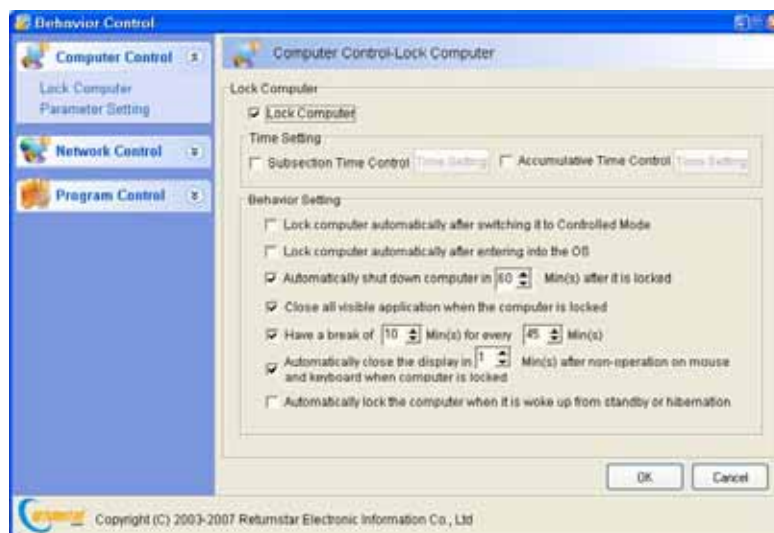 Behavior Control
Computer Control
Lock Computer
Parameter Setting
Network Control
Program Control
Computer Control-Lock Computer
Lock Computer
Lock Computer
Time Setting
Subsection Time Control Time Setting Accumulative Time Control Time Setting
Behavior Setting
Lock computer automatically after switching it to Controlled Mode
Lock computer automatically after entering into the OS
Automatically shut down computer in 60 Min(s) after it is locked
Close all visible application when the computer is locked
Have a break of 10 Min(s) for every 45 Min(s)
Automatically close the display in 1 Min(s) after non-operation on mouse
and keyboard when computer is locked
Automatically lock the computer when it is woke up from standby or hibernation
OK Cancel
Copyright (C) 2003-2007 Returnstar Electronic Information Co., Ltd